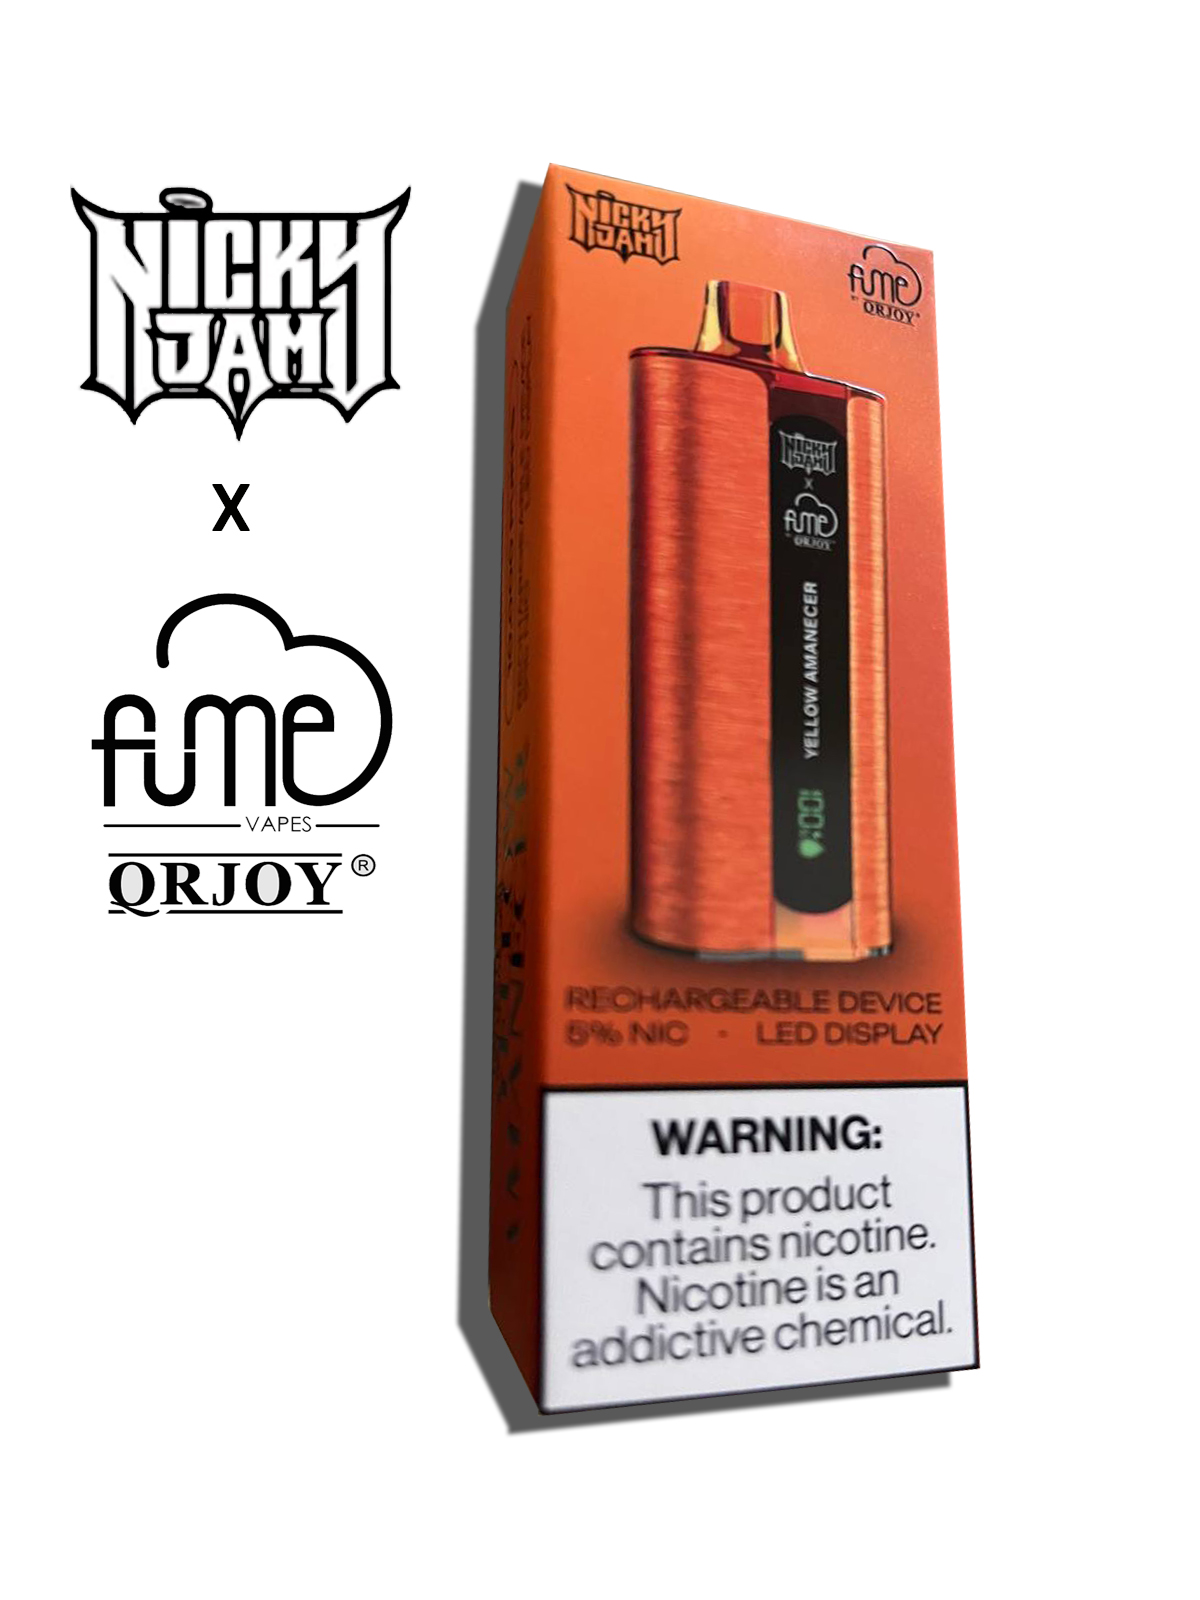 NICKY
JAM
X
fume
VAPES
QRJOY®
NICKY
JAM
fume
BY QRJOY®
NICKY
JAM
X
fume
QRJOY
YELLOW AMANECER
100%
RECHARGEABLE DEVICE
5% NIC · LED DISPLAY
WARNING:
This product
contains nicotine.
Nicotine is an
addictive chemical.